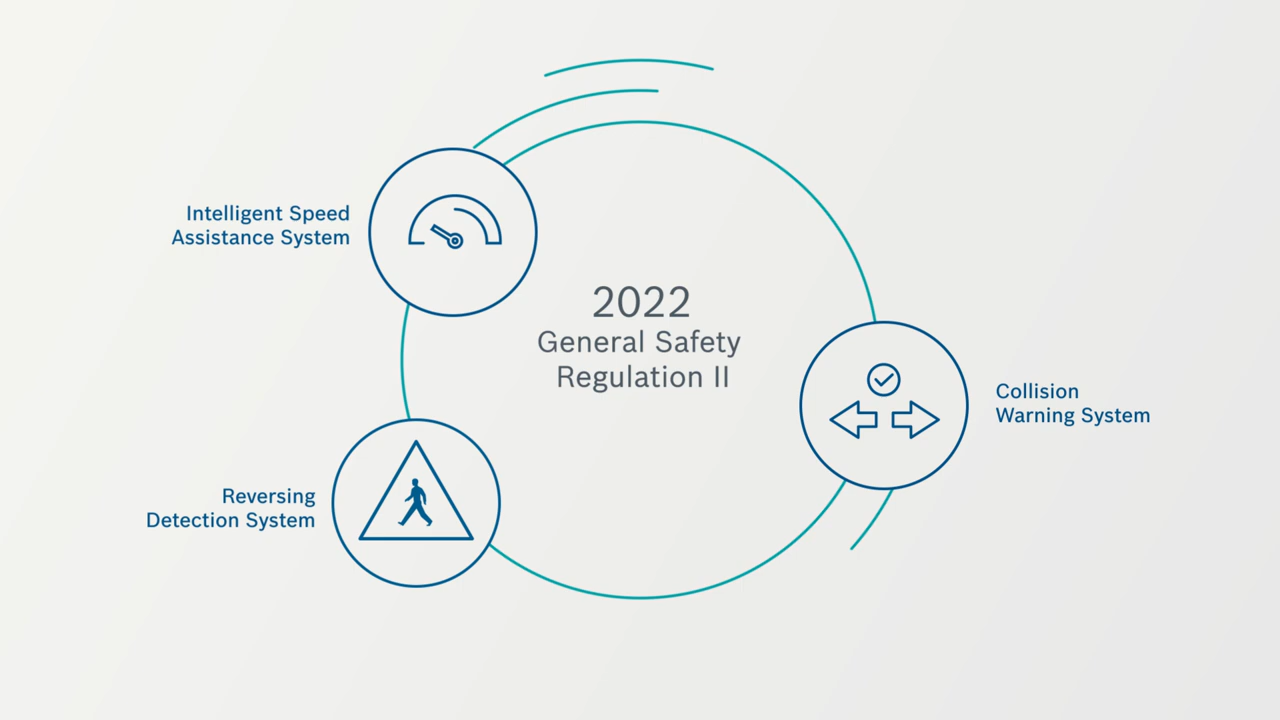 Intelligent Speed
Assistance System
2022
General Safety
Regulation II
Collision
Warning System
Reversing
Detection System